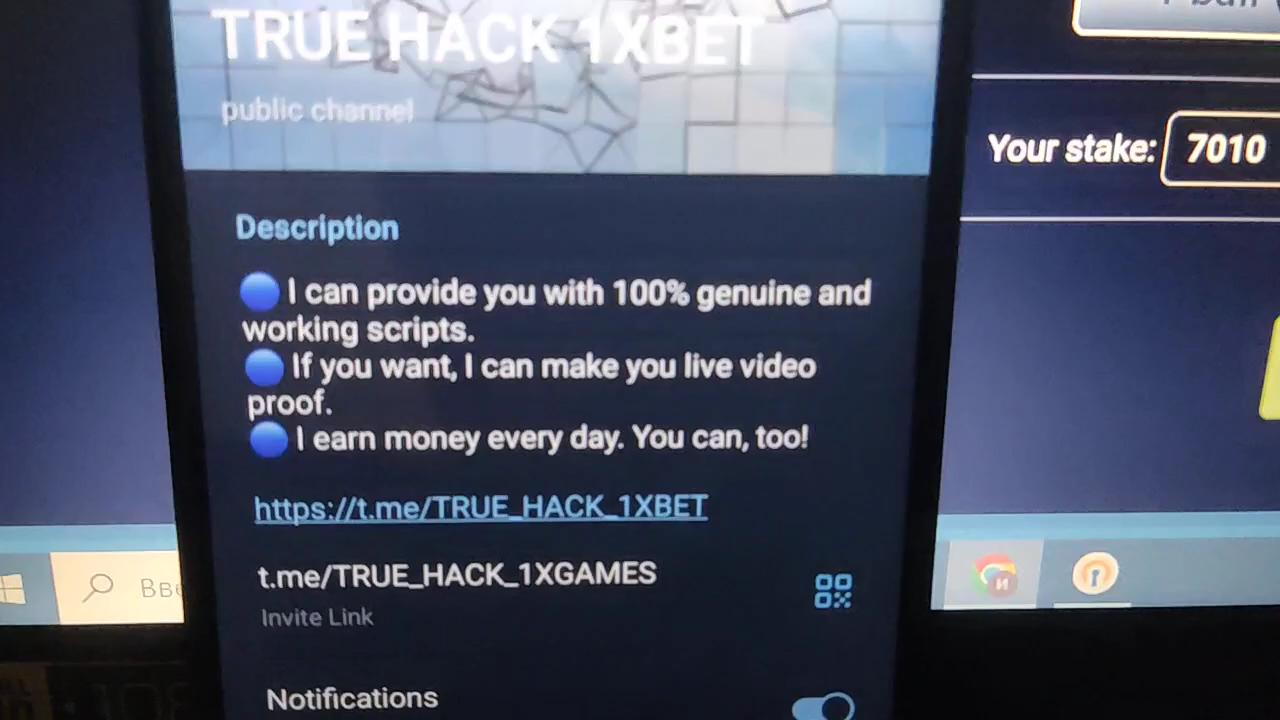 TRUE HACK 1XBET
public channel
Your stake: 7010
Description
I can provide you with 100% genuine and
working scripts.
If you want, I can make you live video
proof.
I earn money every day. You can, too!
https://t.me/TRUE_HACK_1XBET
t.me/TRUE_HACK_1XGAMES
Invite Link
Вве
Notifications